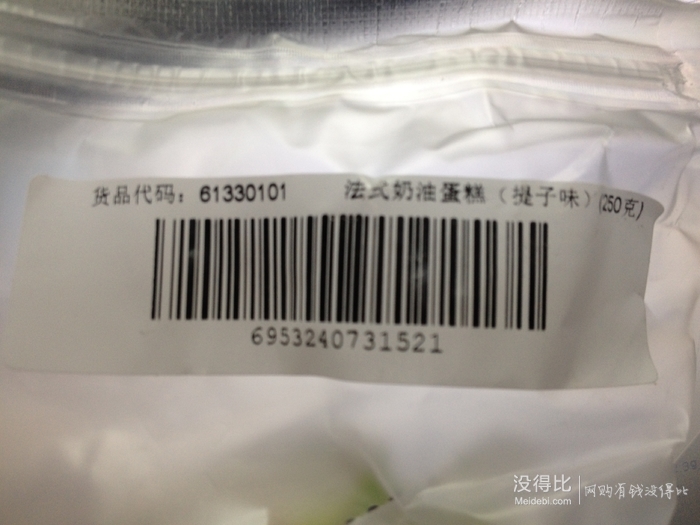 货品代码：61330101 法式奶油蛋糕（提子味）(250克)
6953240731521
没得比 网购有钱没得比
Meidebi.com